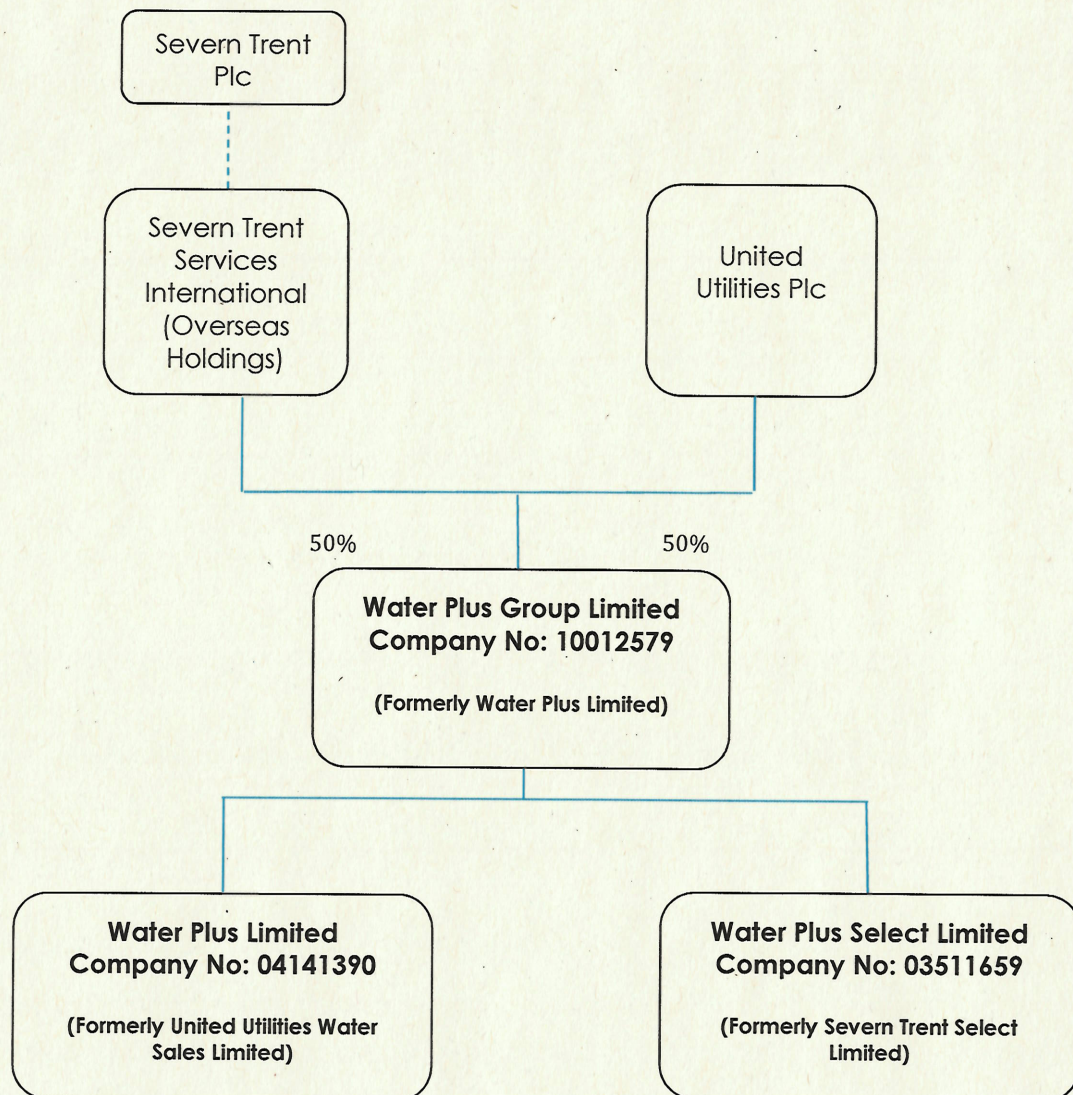 Severn Trent
Plc
Severn Trent
Services
International
(Overseas
Holdings)
United
Utilities Plc
50%
50%
Water Plus Group Limited
Company No: 10012579
(Formerly Water Plus Limited)
Water Plus Limited
Company No: 04141390
(Formerly United Utilities Water
Sales Limited)
Water Plus Select Limited
Company No: 03511659
(Formerly Severn Trent Select
Limited)